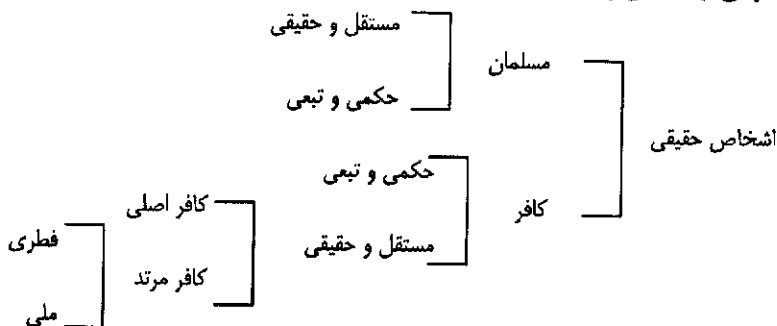 مستقل و حقیقی
مسلمان
حکمی و تبعی
اشخاص حقیقی
حکمی و تبعی
کافر
کافر اصلی
مستقل و حقیقی
فطری
کافر مرتد
ملی